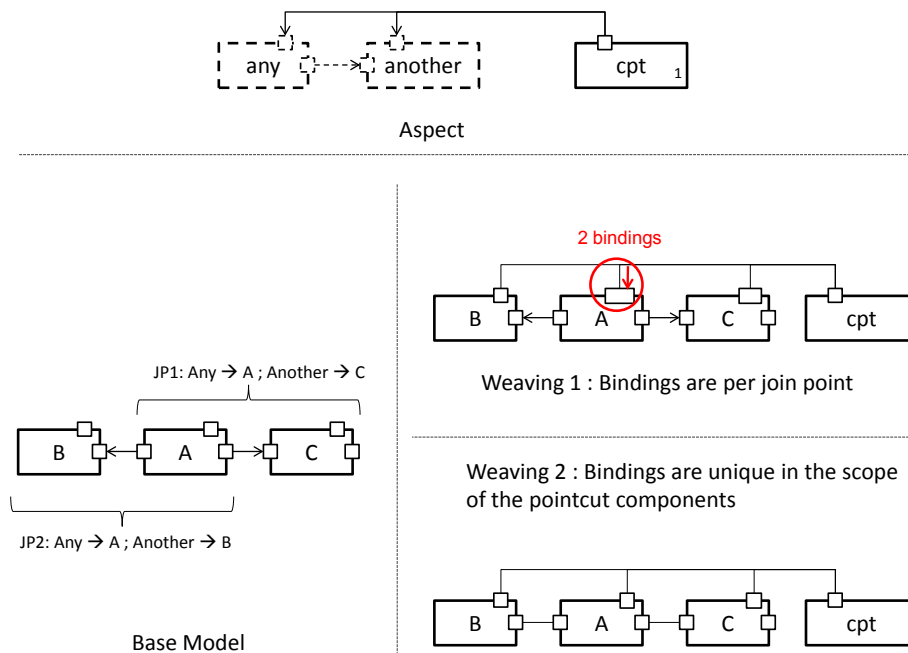 any
another
cpt
1
Aspect
2 bindings
B
A
C
cpt
Weaving 1 : Bindings are per join point
JP1: Any → A ; Another → C
B
A
C
JP2: Any → A ; Another → B
Base Model
Weaving 2 : Bindings are unique in the scope
of the pointcut components
B
A
C
cpt